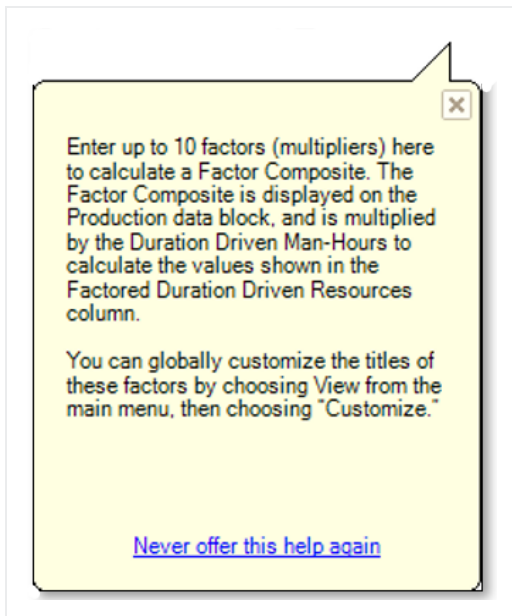 Enter up to 10 factors (multipliers) here
to calculate a Factor Composite. The
Factor Composite is displayed on the
Production data block, and is multiplied
by the Duration Driven Man-Hours to
calculate the values shown in the
Factored Duration Driven Resources
column.
You can globally customize the titles of
these factors by choosing View from the
main menu, then choosing "Customize."
Never offer this help again